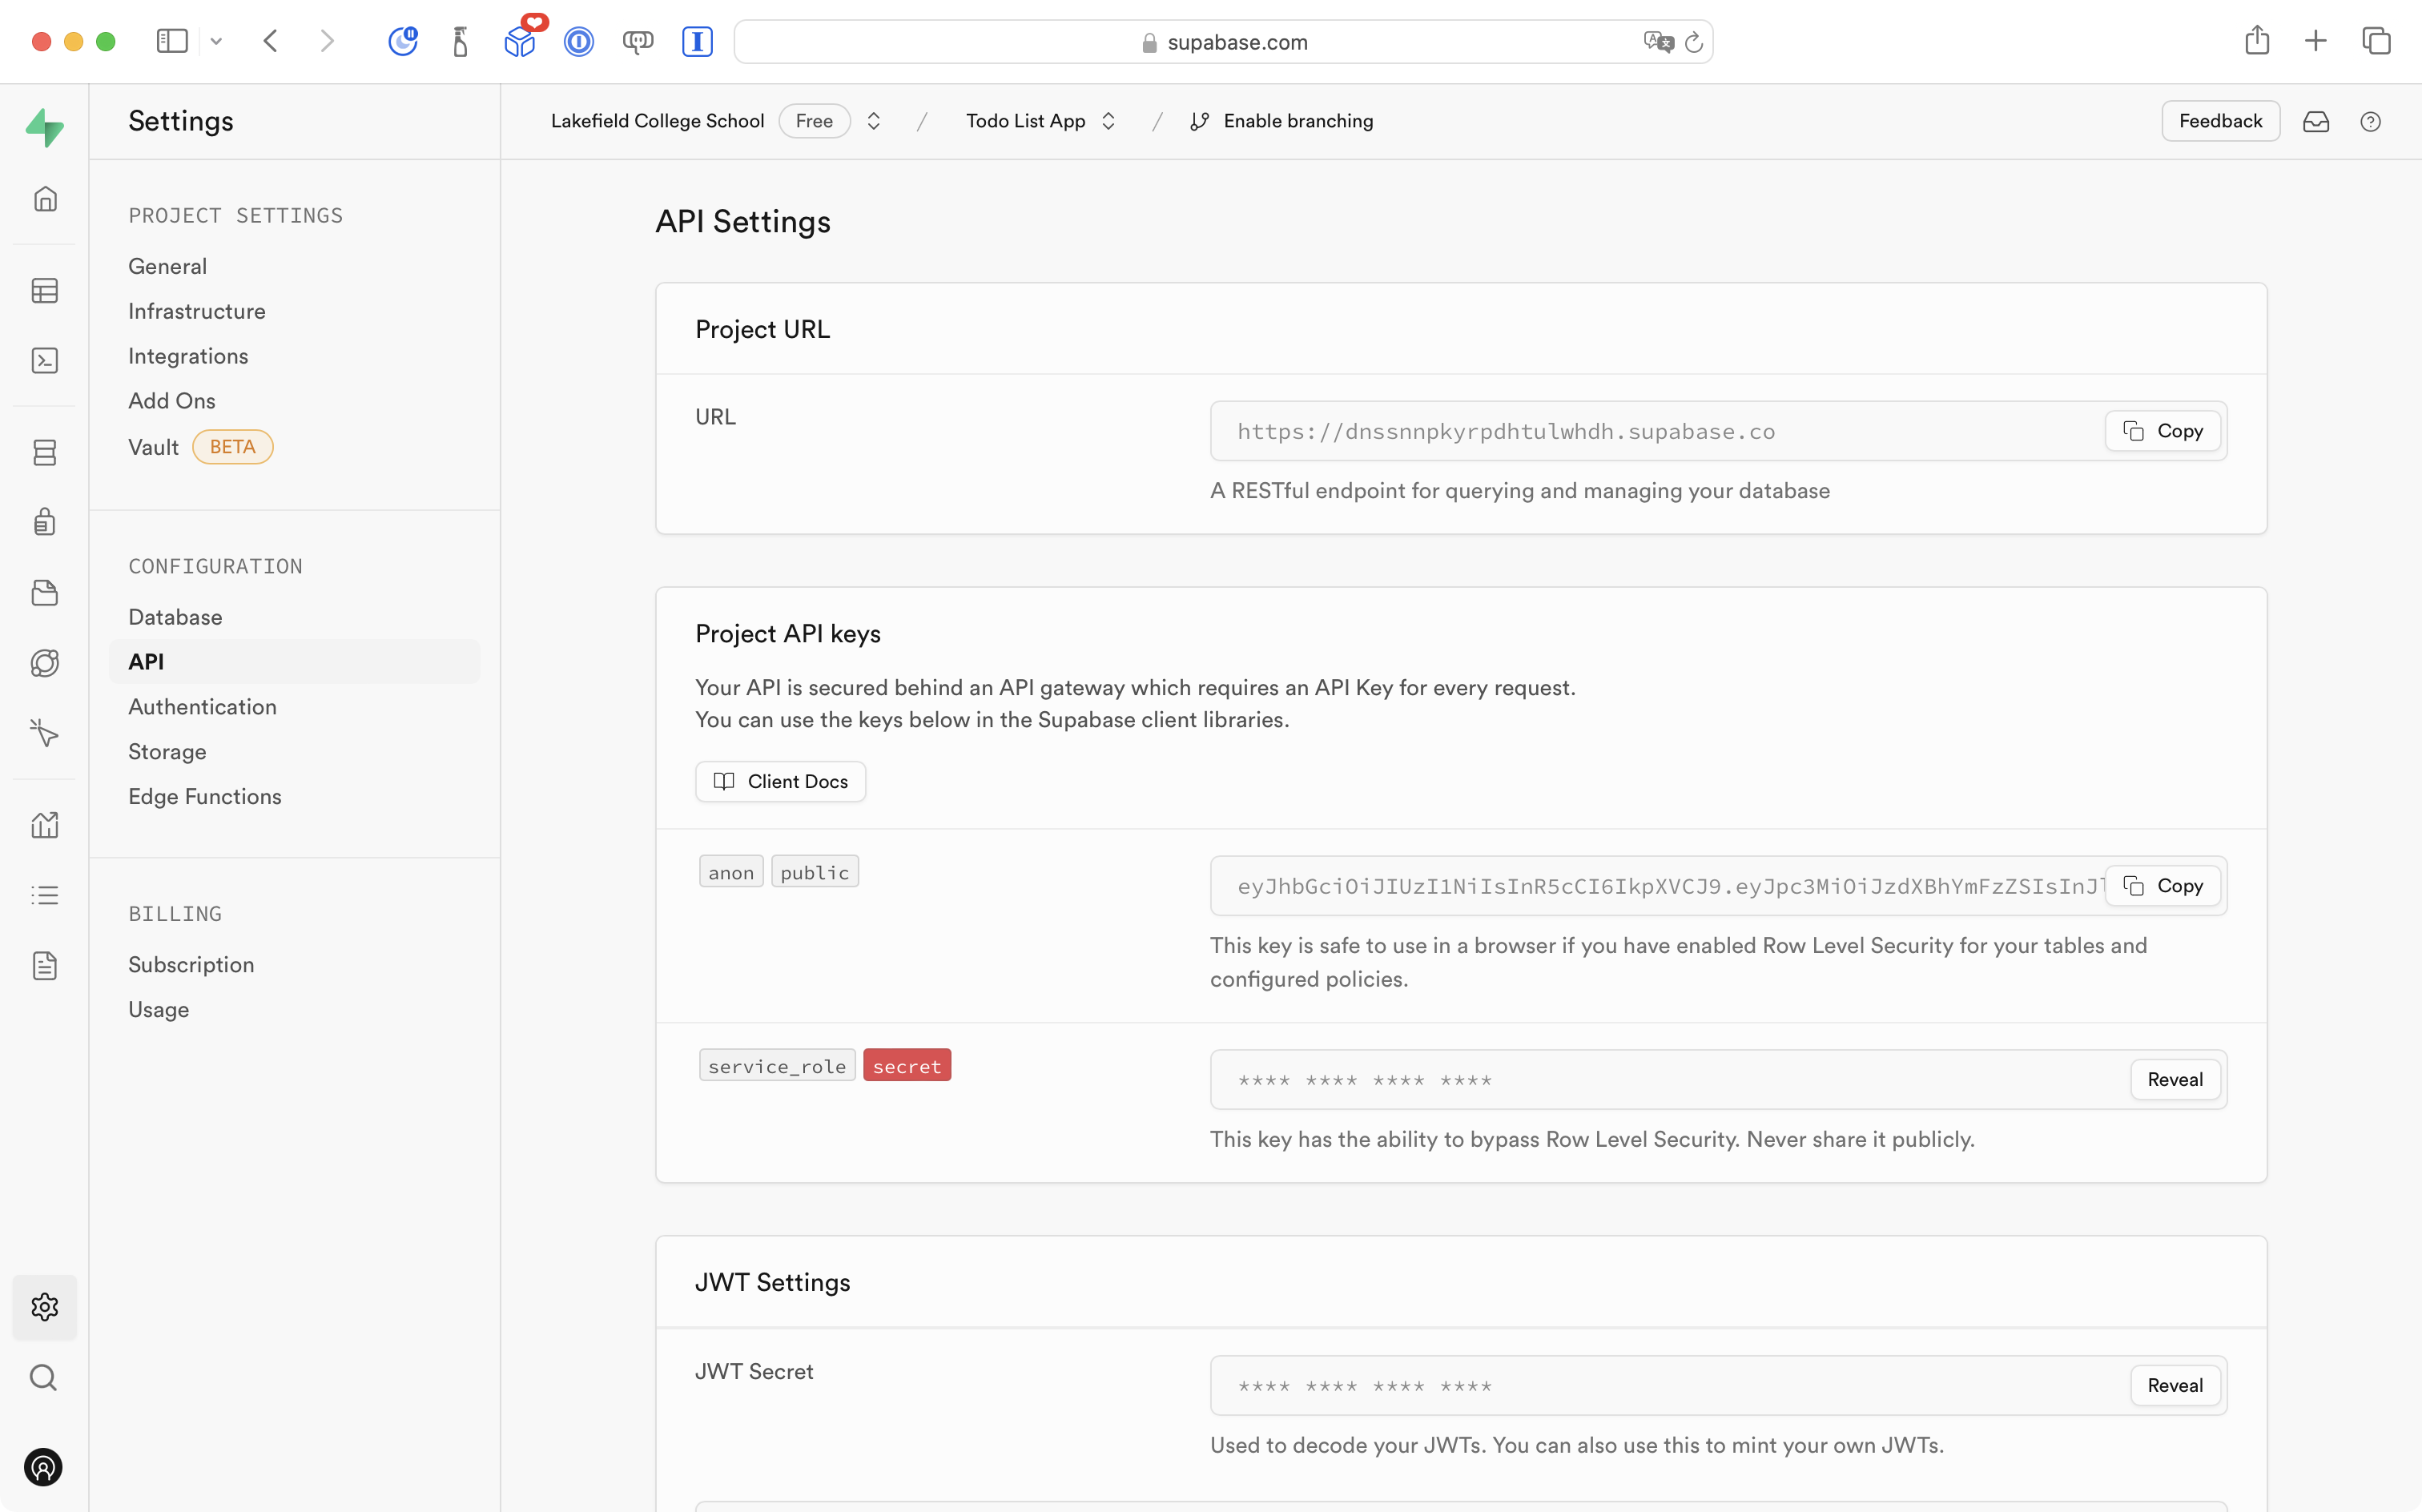 supabase.com
Settings
Lakefield College School Free / Todo List App / Enable branching
Feedback
PROJECT SETTINGS
General
Infrastructure
Integrations
Add Ons
Vault BETA
CONFIGURATION
Database
API
Authentication
Storage
Edge Functions
BILLING
Subscription
Usage
API Settings
Project URL
URL
https://dnssnnpkyrpdhtulwhdh.supabase.co
Copy
A RESTful endpoint for querying and managing your database
Project API keys
Your API is secured behind an API gateway which requires an API Key for every request.
You can use the keys below in the Supabase client libraries.
Client Docs
anon public
eyJhbGciOiJIUzI1NiIsInR5cCI6IkpXVCJ9.eyJpc3MiOiJzdXBhYmFzZSIsInJ
Copy
This key is safe to use in a browser if you have enabled Row Level Security for your tables and
configured policies.
service_role secret
**** **** **** ****
Reveal
This key has the ability to bypass Row Level Security. Never share it publicly.
JWT Settings
JWT Secret
**** **** **** ****
Reveal
Used to decode your JWTs. You can also use this to mint your own JWTs.